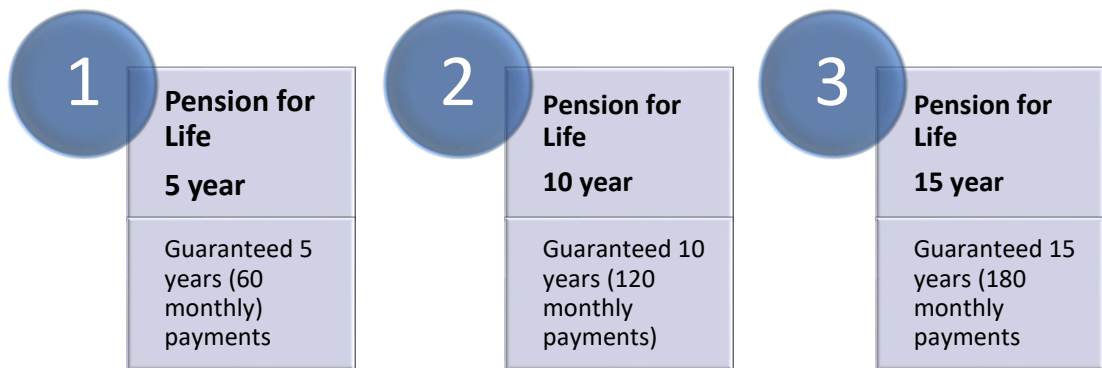 1
Pension for
Life
5 year
Guaranteed 5
years (60
monthly)
payments
2
Pension for
Life
10 year
Guaranteed 10
years (120
monthly
payments)
3
Pension for
Life
15 year
Guaranteed 15
years (180
monthly
payments